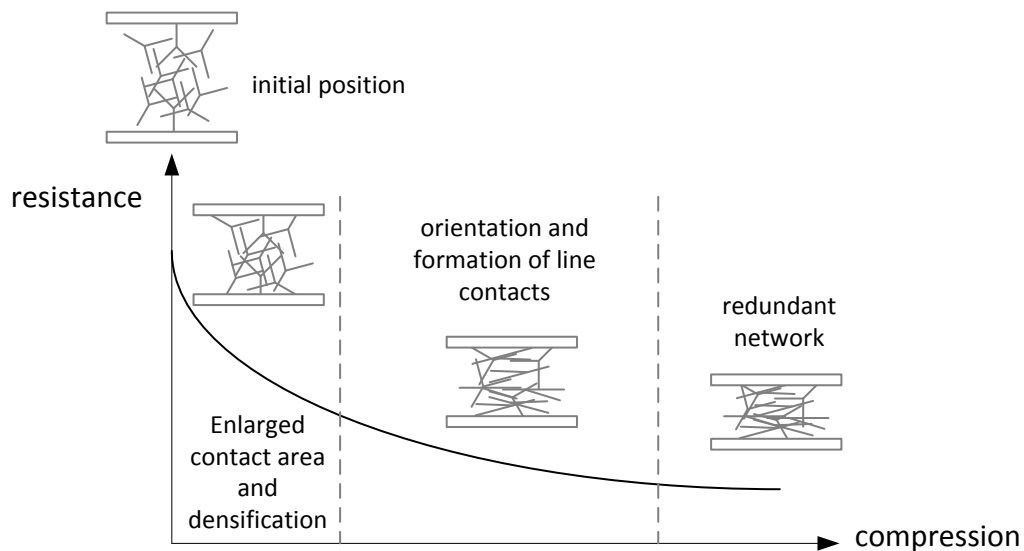 initial position
resistance
orientation and
formation of line
contacts
redundant
network
Enlarged
contact area
and
densification
compression